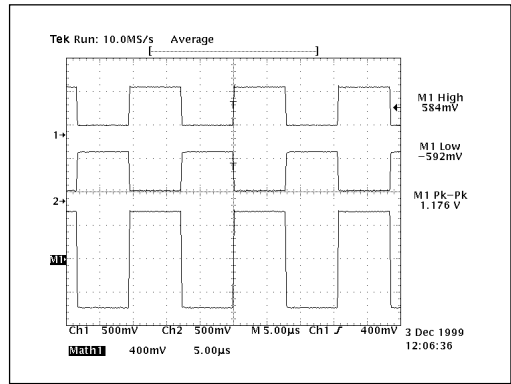 Tek Run: 10.0MS/s Average
M1 High
584mV
1→
M1 Low
−592mV
M1 Pk−Pk
1.176 V
2→
M1
Ch1 500mV Ch2 500mV M 5.00µs Ch1 400mV
3 Dec 1999
Math1 400mV 5.00µs
12:06:36